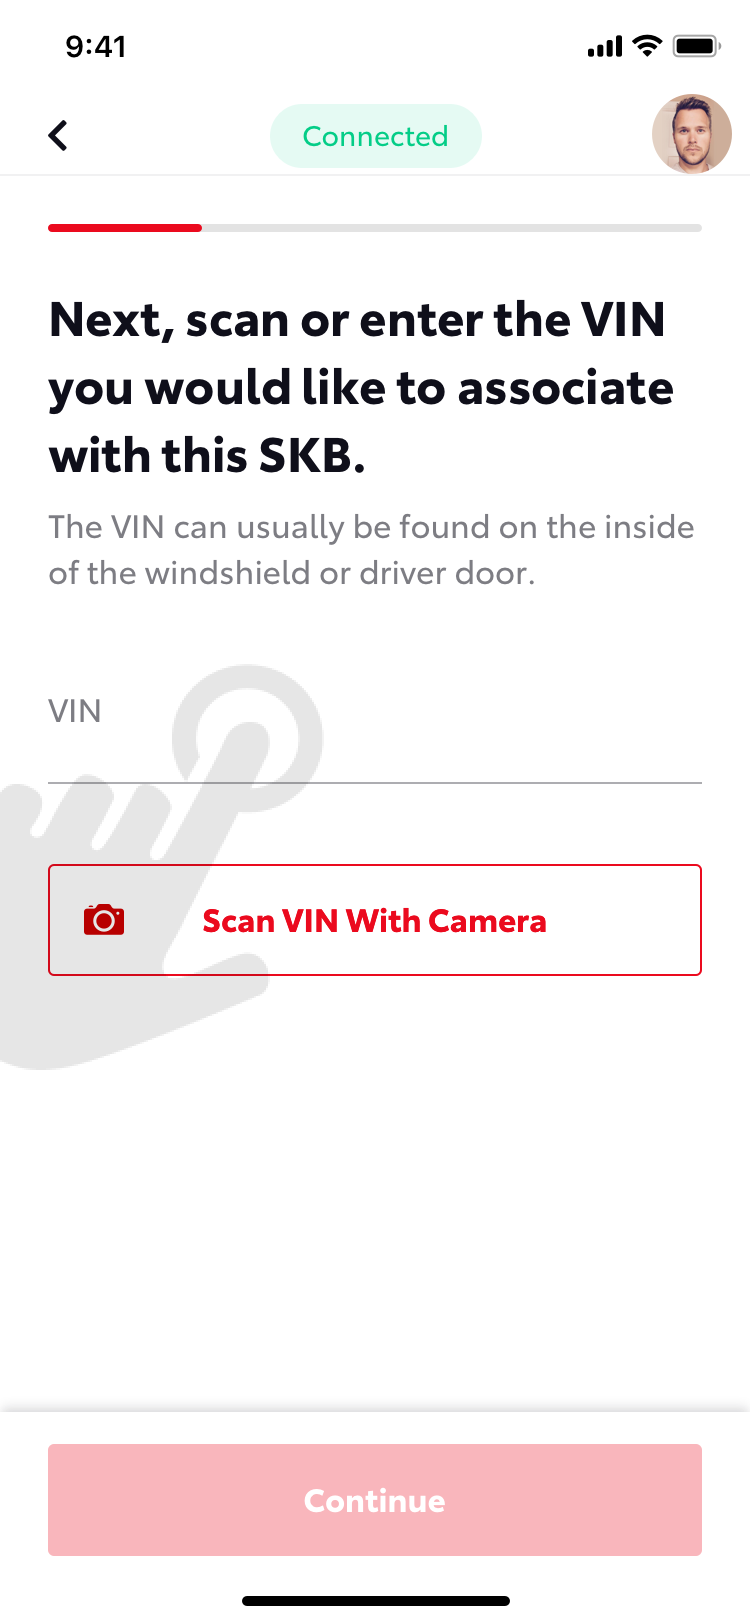 9:41
Connected
Next, scan or enter the VIN
you would like to associate
with this SKB.
The VIN can usually be found on the inside
of the windshield or driver door.
VIN
Scan VIN With Camera
Continue